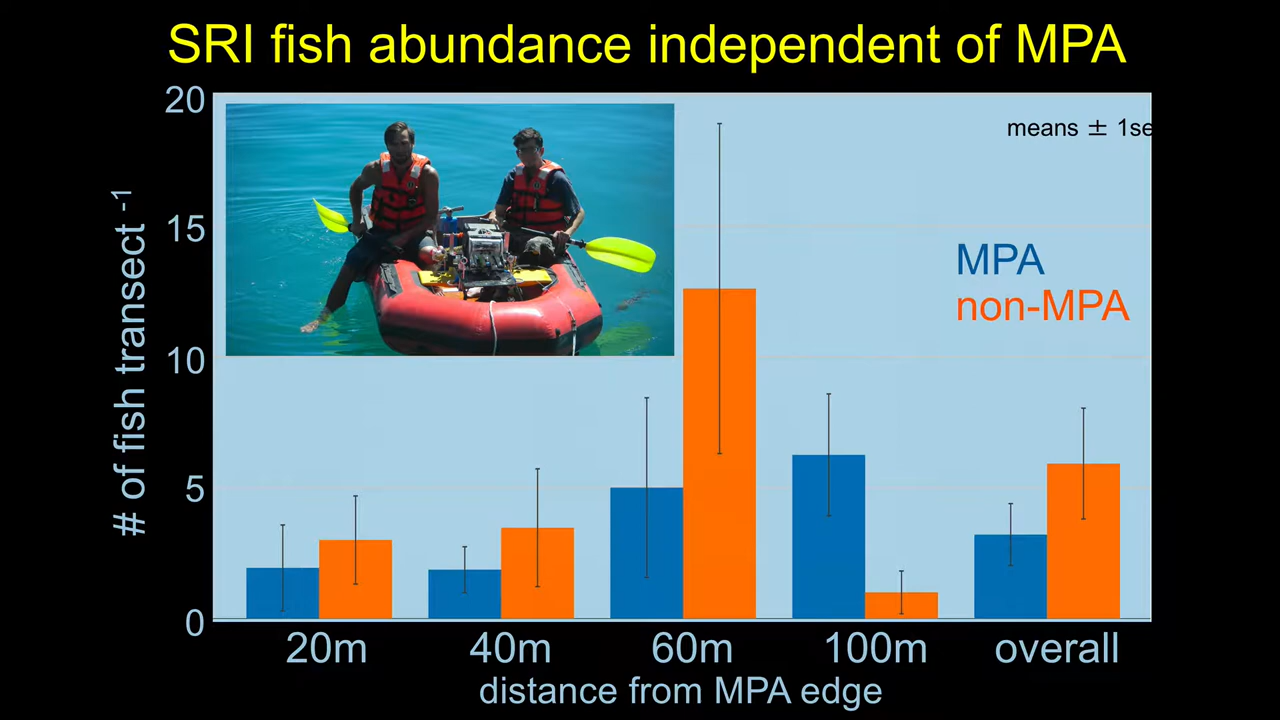 SRI fish abundance independent of MPA
20
means ± 1se
# of fish transect -1
15
MPA
non-MPA
10
5
0
20m 40m 60m 100m overall
distance from MPA edge